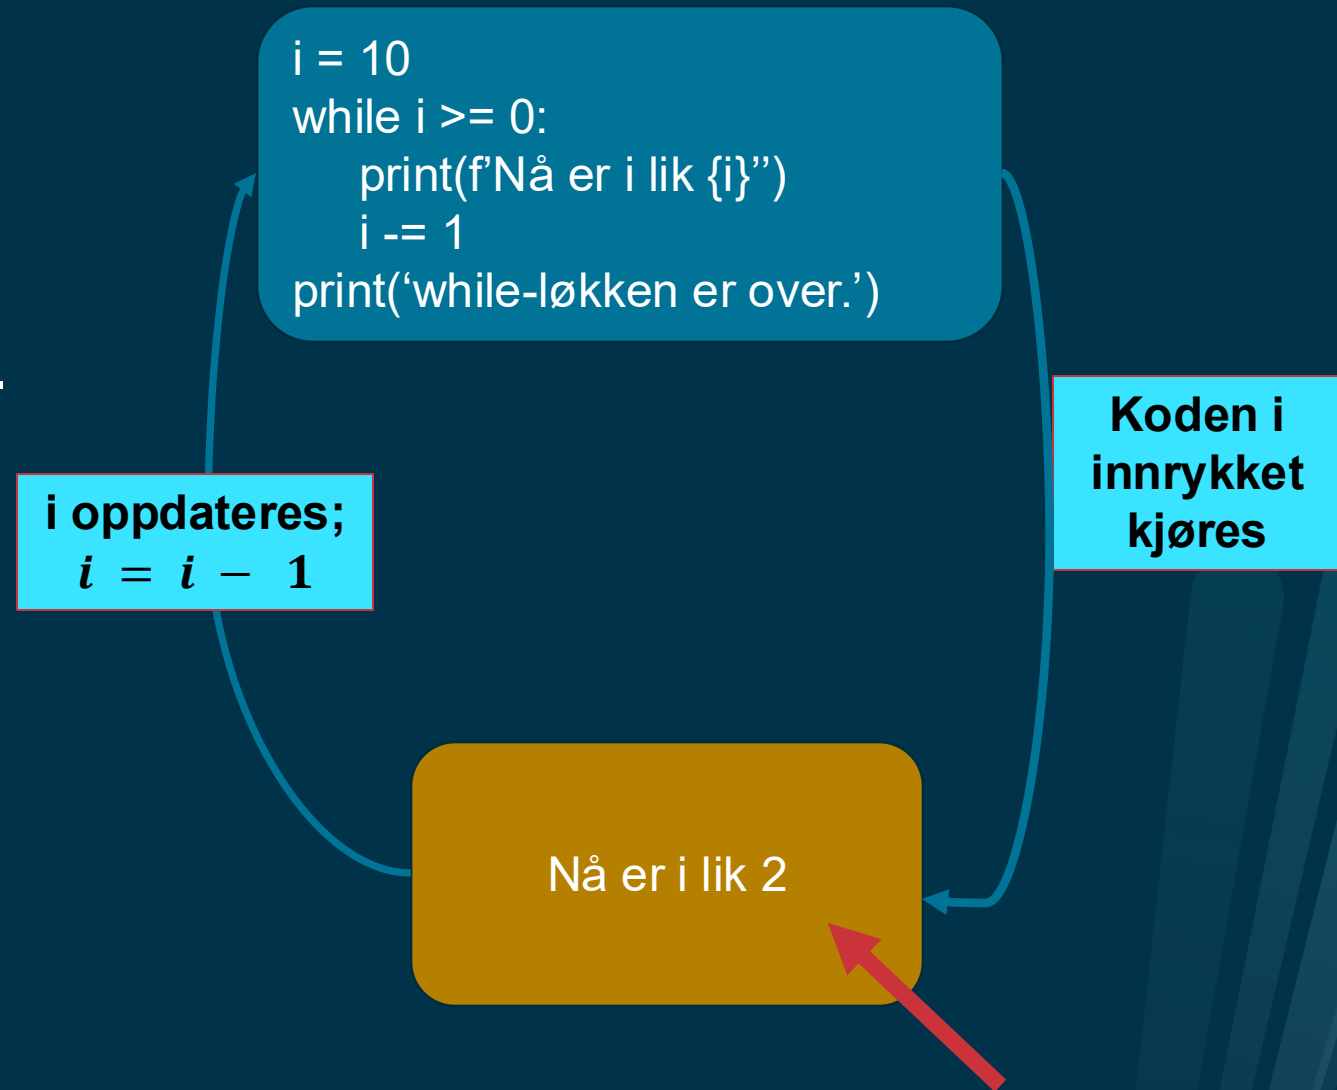 i = 10
while i >= 0:
print(f’Nå er i lik {i}’’)
i -= 1
print(‘while-løkken er over.’)
Koden i
innrykket
kjøres
i oppdateres;
i = i − 1
Nå er i lik 2